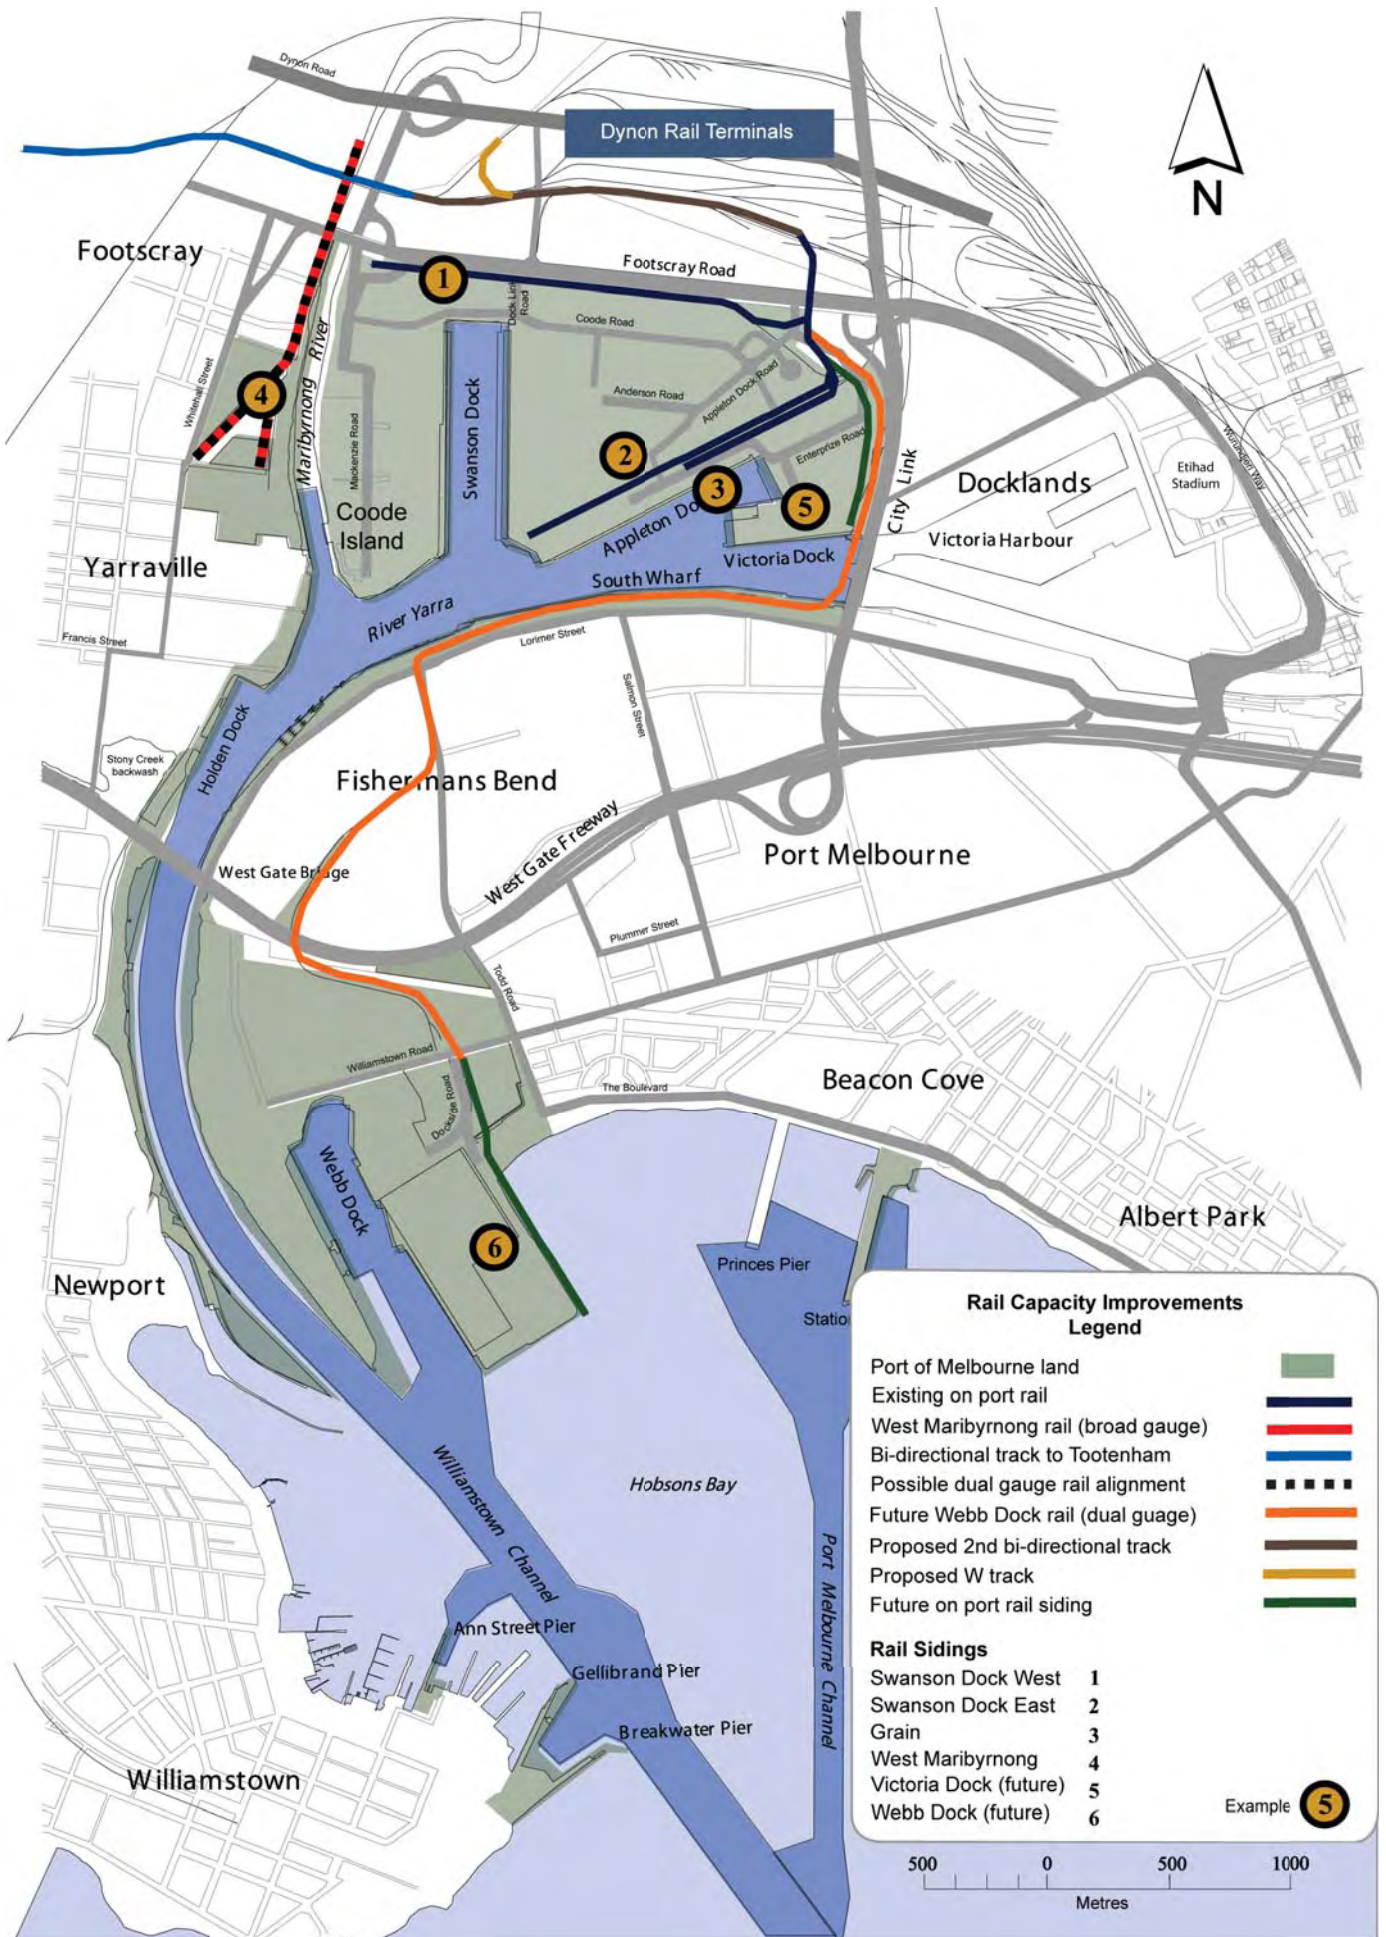 Dynon Road
Dynon Rail Terminals
N
Footscray
1
Footscray Road
Dock Link
Road
Coode Road
Maribyrnong River
Whitehall Street
4
Mackenzie Road
Swanson Dock
Anderson Road
Appleton Dock Road
2
Enterprize Road
3
5
Appleton Do
City Link
Docklands
Etihad
Stadium
Wurundjeri Way
Coode
Island
Victoria Dock
Victoria Harbour
Yarraville
South Wharf
River Yarra
Francis Street
Lorimer Street
Salmon Street
Holden Dock
Stony Creek
backwash
Fishermans Bend
West Gate Freeway
Port Melbourne
West Gate Bridge
Plummer Street
Todd Road
Williamstown Road
The Boulevard
Beacon Cove
Dockside Road
Webb Dock
6
Albert Park
Princes Pier
Newport
Statio
Hobsons Bay
Williamstown Channel
Port Melbourne Channel
Ann Street Pier
Gellibrand Pier
Breakwater Pier
Williamstown
Rail Capacity Improvements
Legend
Port of Melbourne land
Existing on port rail
West Maribyrnong rail (broad gauge)
Bi-directional track to Tootenham
Possible dual gauge rail alignment
Future Webb Dock rail (dual guage)
Proposed 2nd bi-directional track
Proposed W track
Future on port rail siding
Rail Sidings
Swanson Dock West 1
Swanson Dock East 2
Grain 3
West Maribyrnong 4
Victoria Dock (future) 5
Webb Dock (future) 6
Example 5
500 0 500 1000
Metres